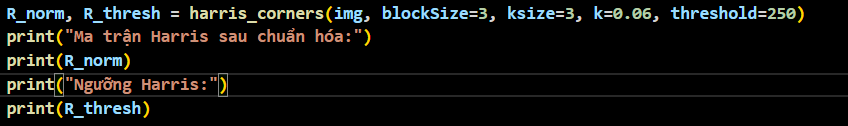 R_norm, R_thresh = harris_corners(img, blockSize=3, ksize=3, k=0.06, threshold=250)
print("Ma trận Harris sau chuẩn hóa:")
print(R_norm)
print("Ngưỡng Harris:")
print(R_thresh)